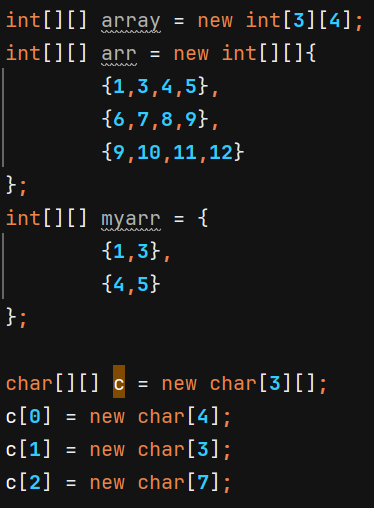 int[][] array = new int[3][4];
int[][] arr = new int[][]{
        {1,3,4,5},
        {6,7,8,9},
        {9,10,11,12}
};
int[][] myarr = {
        {1,3},
        {4,5}
};

char[][] c = new char[3][];
c[0] = new char[4];
c[1] = new char[3];
c[2] = new char[7];